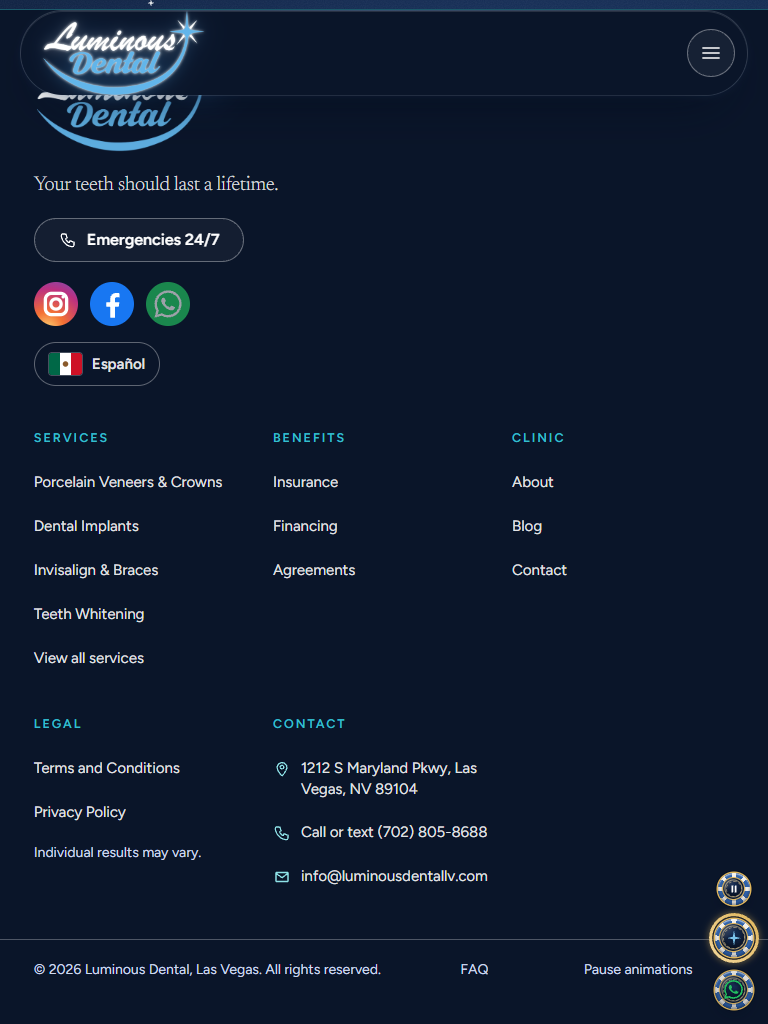 Luminous
Dental
Dental
Your teeth should last a lifetime.
Emergencies 24/7
Español
SERVICES
Porcelain Veneers & Crowns
Dental Implants
Invisalign & Braces
Teeth Whitening
View all services
BENEFITS
Insurance
Financing
Agreements
CLINIC
About
Blog
Contact
LEGAL
Terms and Conditions
Privacy Policy
Individual results may vary.
CONTACT
1212 S Maryland Pkwy, Las
Vegas, NV 89104
Call or text (702) 805-8688
info@luminousdentallv.com
© 2026 Luminous Dental, Las Vegas. All rights reserved.
FAQ
Pause animations